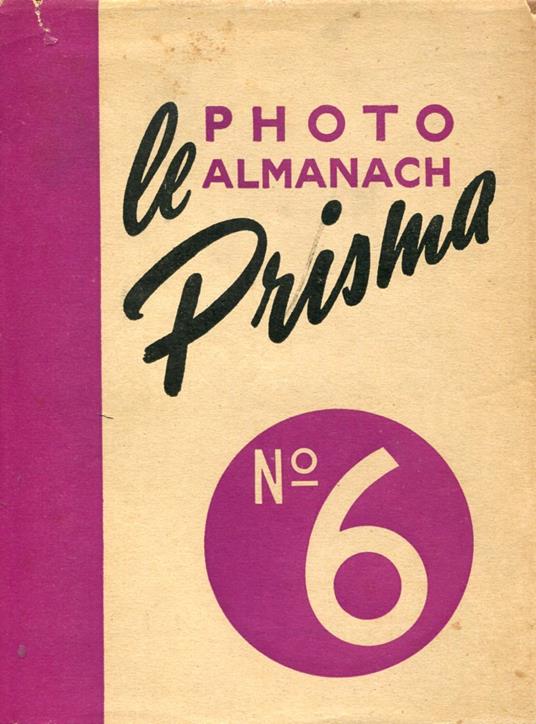 le PHOTO
ALMANACH
Prisma
Nº 6